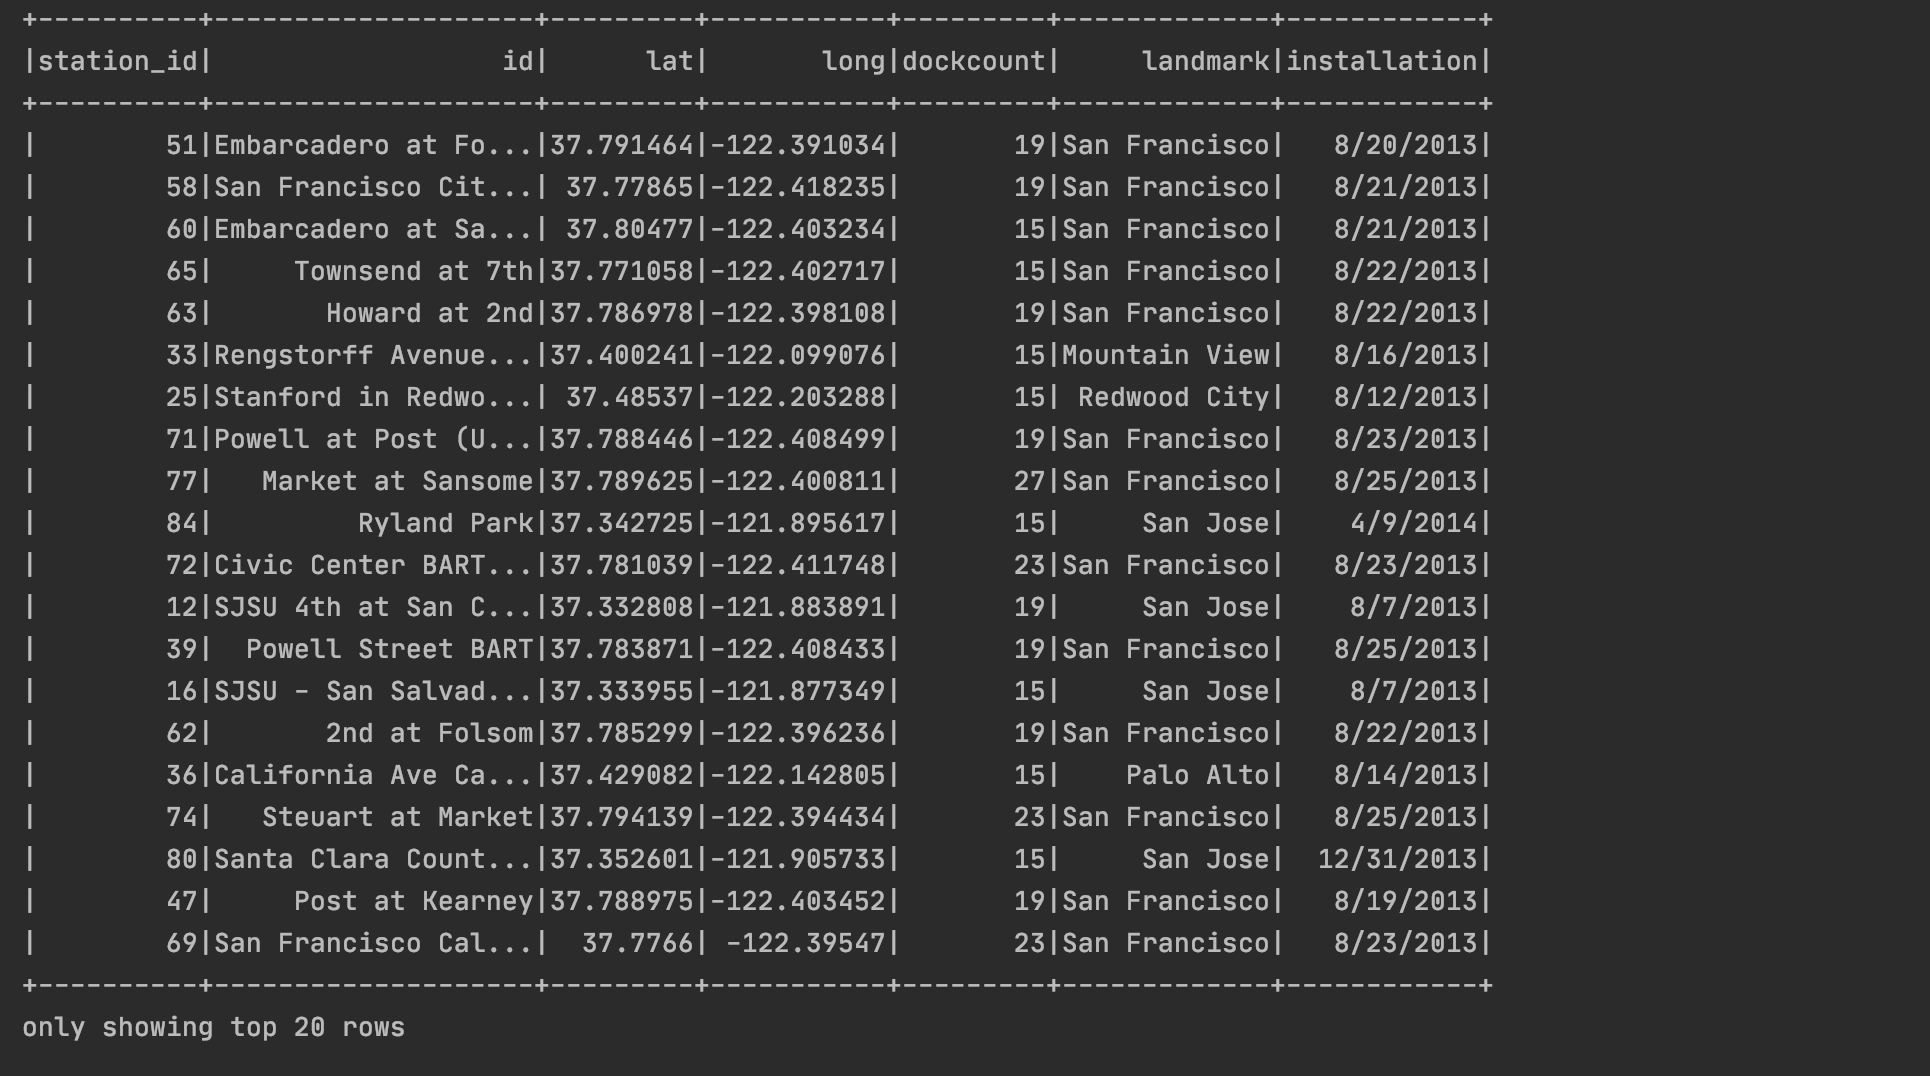 +----------+--------------------+---------+-----------+---------+-------------+------------+
|station_id|                  id|      lat|       long|dockcount|     landmark|installation|
+----------+--------------------+---------+-----------+---------+-------------+------------+
|        51|Embarcadero at Fo...|37.791464|-122.391034|       19|San Francisco|   8/20/2013|
|        58|San Francisco Cit...| 37.77865|-122.418235|       19|San Francisco|   8/21/2013|
|        60|Embarcadero at Sa...| 37.80477|-122.403234|       15|San Francisco|   8/21/2013|
|        65|     Townsend at 7th|37.771058|-122.402717|       15|San Francisco|   8/22/2013|
|        63|       Howard at 2nd|37.786978|-122.398108|       19|San Francisco|   8/22/2013|
|        33|Rengstorff Avenue...|37.400241|-122.099076|       15|Mountain View|   8/16/2013|
|        25|Stanford in Redwo...| 37.48537|-122.203288|       15| Redwood City|   8/12/2013|
|        71|Powell at Post (U...|37.788446|-122.408499|       19|San Francisco|   8/23/2013|
|        77|   Market at Sansome|37.789625|-122.400811|       27|San Francisco|   8/25/2013|
|        84|         Ryland Park|37.342725|-121.895617|       15|     San Jose|    4/9/2014|
|        72|Civic Center BART...|37.781039|-122.411748|       23|San Francisco|   8/23/2013|
|        12|SJSU 4th at San C...|37.332808|-121.883891|       19|     San Jose|    8/7/2013|
|        39|  Powell Street BART|37.783871|-122.408433|       19|San Francisco|   8/25/2013|
|        16|SJSU - San Salvad...|37.333955|-121.877349|       15|     San Jose|    8/7/2013|
|        62|       2nd at Folsom|37.785299|-122.396236|       19|San Francisco|   8/22/2013|
|        36|California Ave Ca...|37.429082|-122.142805|       15|    Palo Alto|   8/14/2013|
|        74|   Steuart at Market|37.794139|-122.394434|       23|San Francisco|   8/25/2013|
|        80|Santa Clara Count...|37.352601|-121.905733|       15|     San Jose|  12/31/2013|
|        47|     Post at Kearney|37.788975|-122.403452|       19|San Francisco|   8/19/2013|
|        69|San Francisco Cal...|  37.7766| -122.39547|       23|San Francisco|   8/23/2013|
+----------+--------------------+---------+-----------+---------+-------------+------------+
only showing top 20 rows